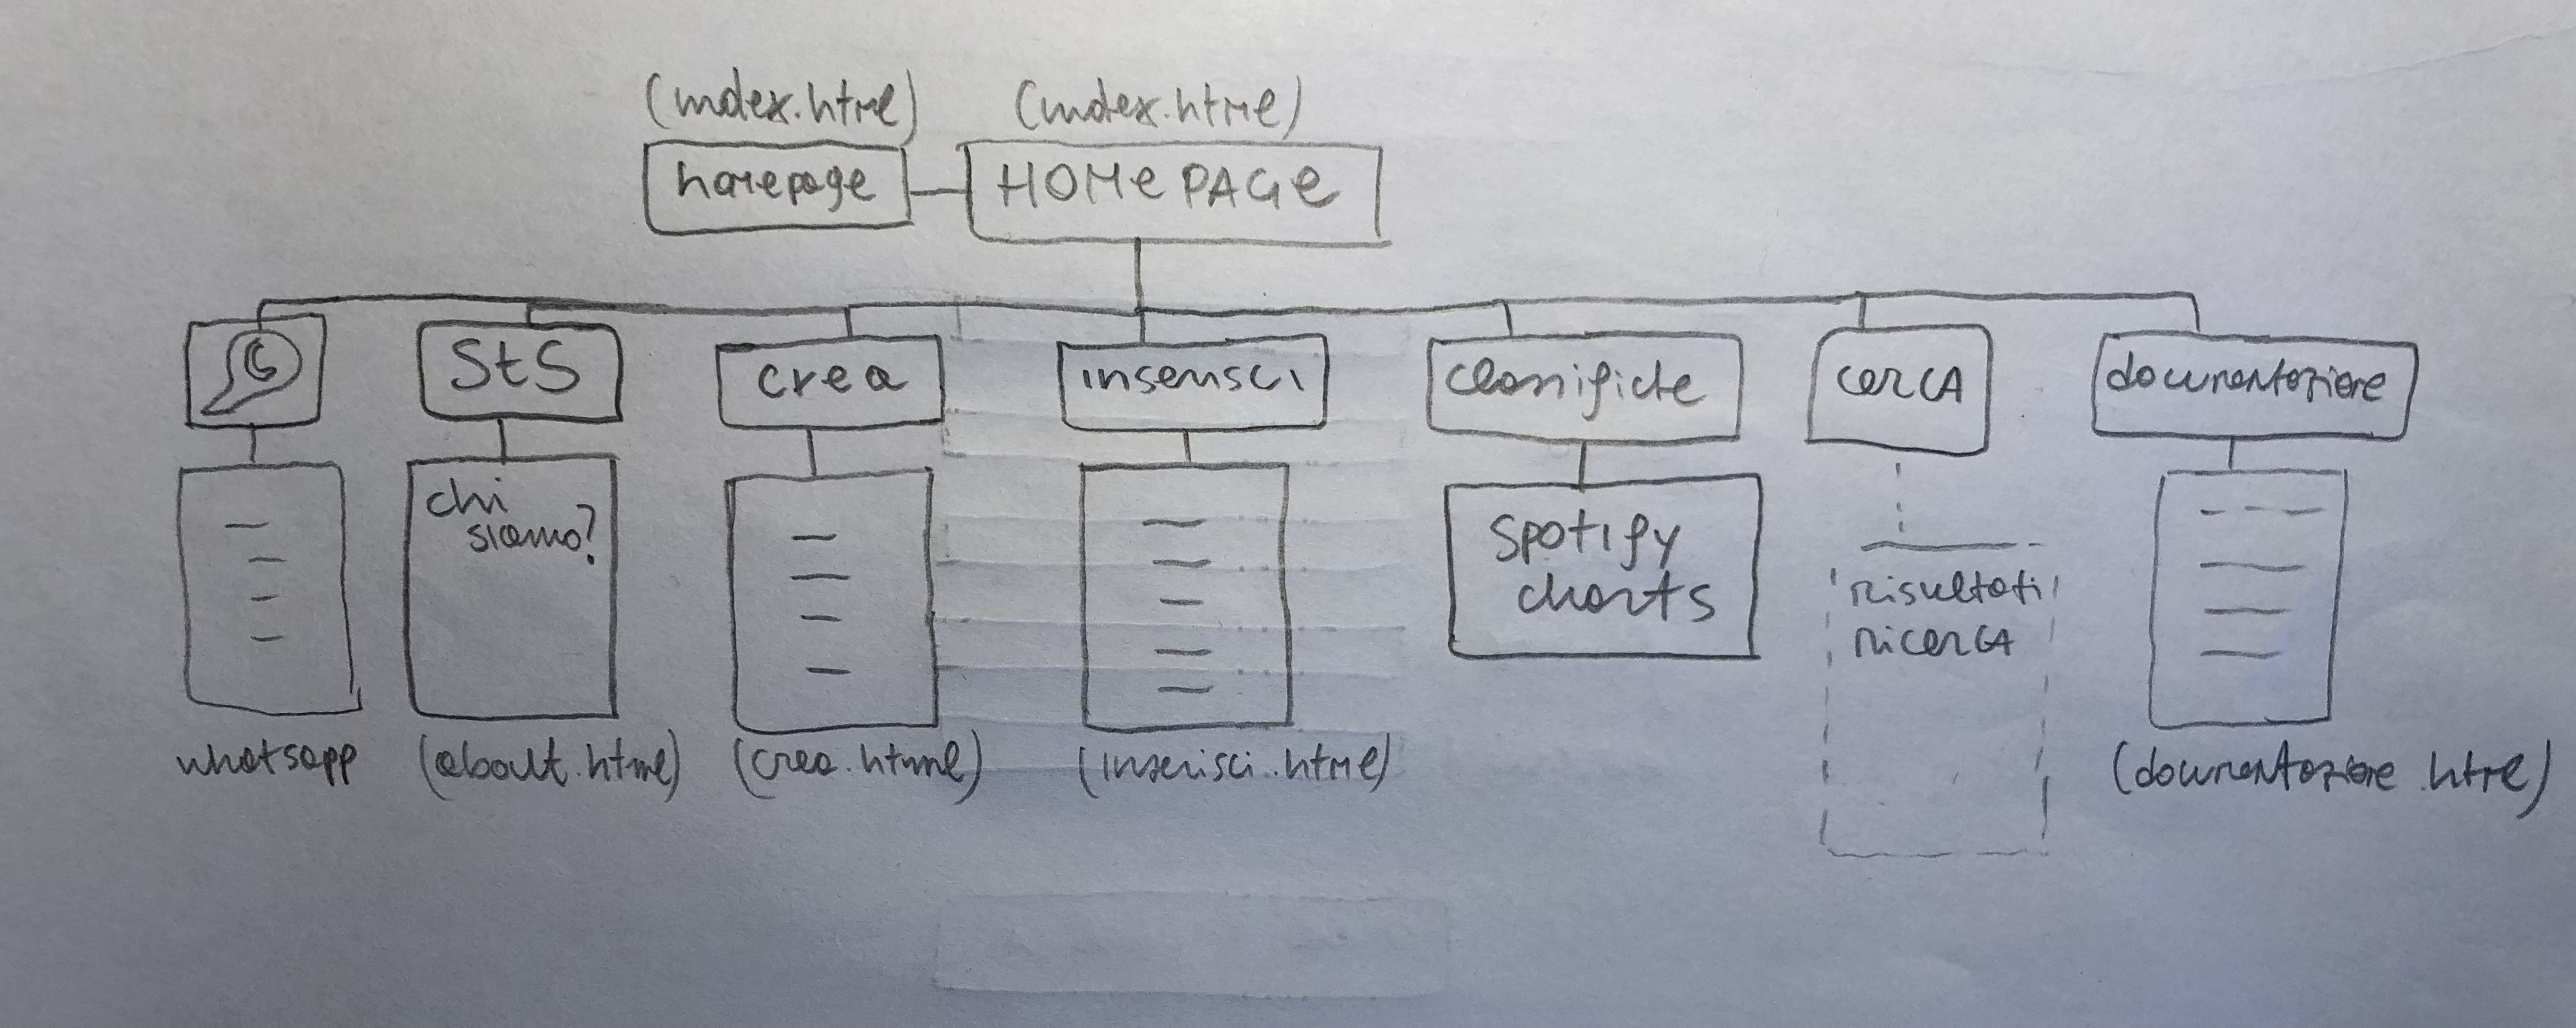 (index.html) (index.html)
homepage HOMEPAGE
StS crea inserisci classifiche cerca documentazione
chi
siamo?
spotify
charts
risultati
ricerca
whatsapp (about.html) (crea.html) (inserisci.html) (documentazione.html)